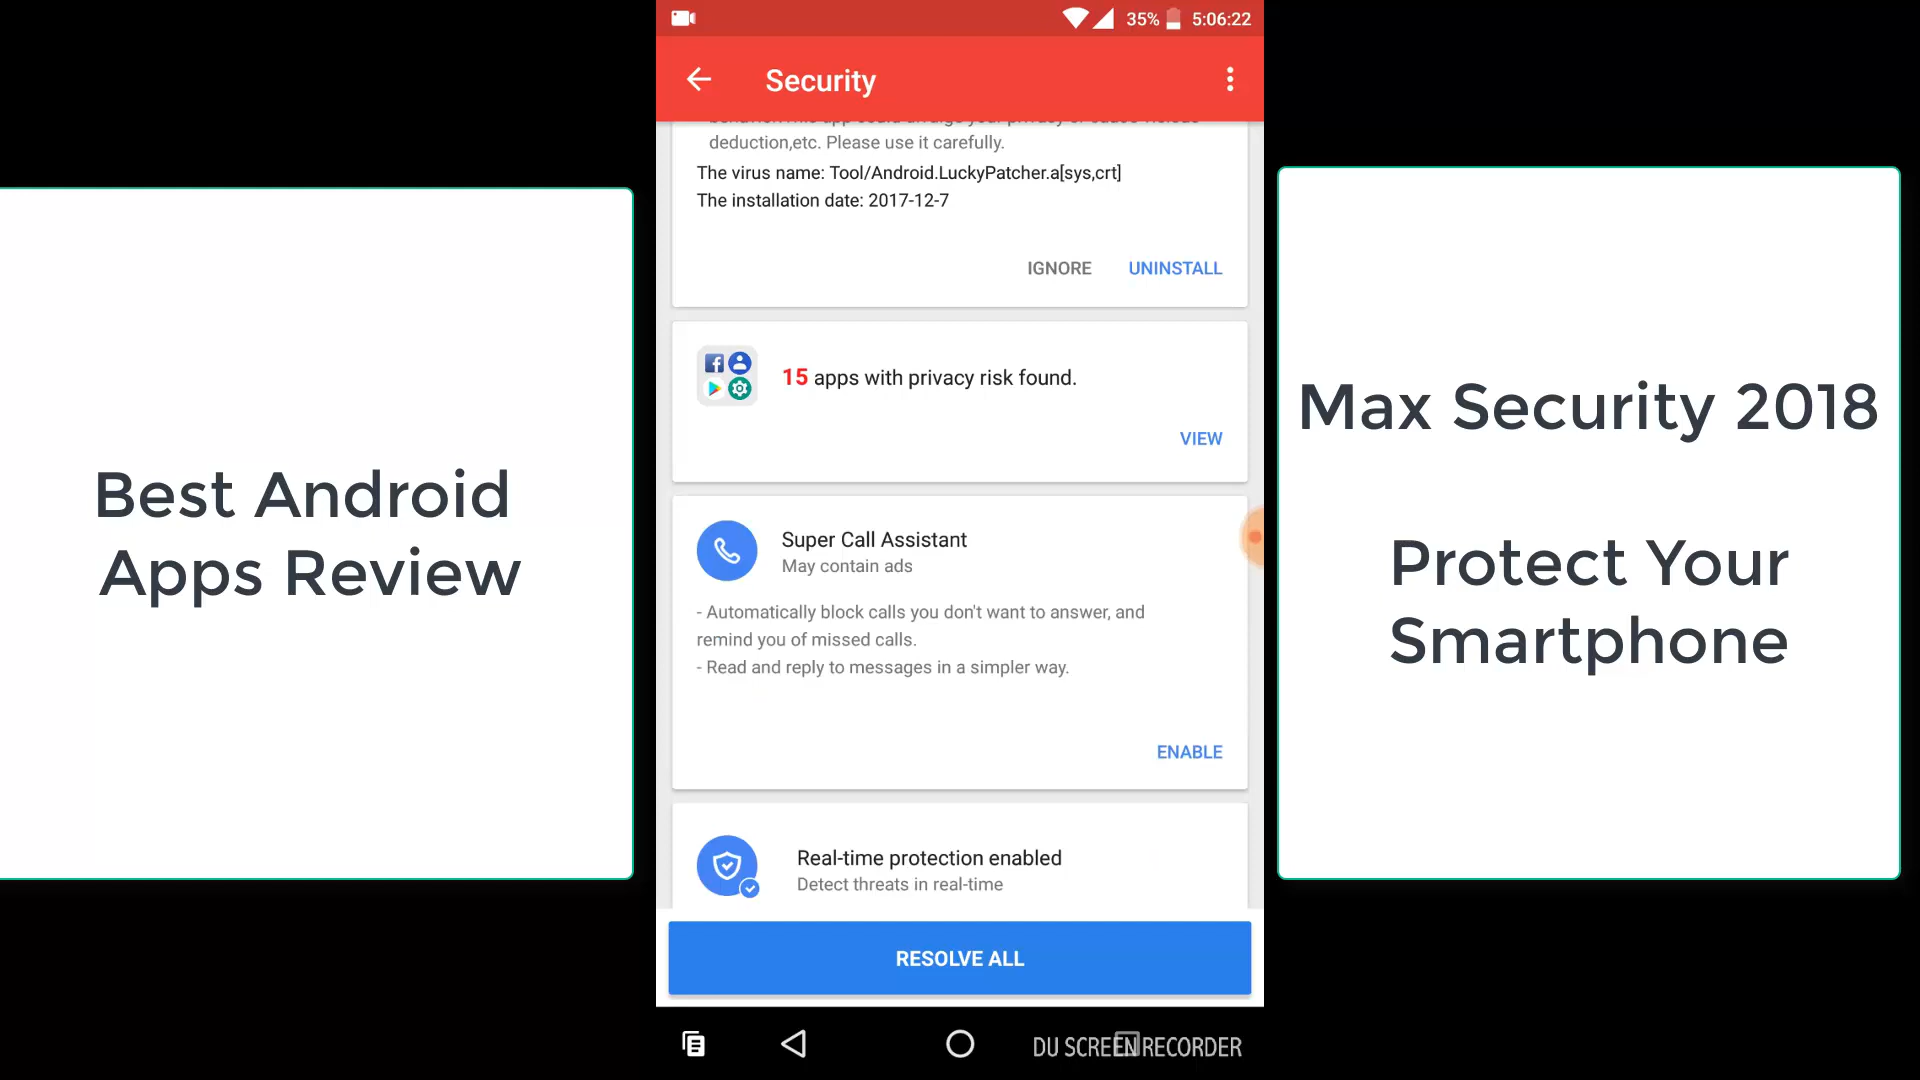 35% 5:06:22
Security
deduction,etc. Please use it carefully.
The virus name: Tool/Android.LuckyPatcher.a[sys,crt]
The installation date: 2017-12-7
IGNORE UNINSTALL
15 apps with privacy risk found.
VIEW
Super Call Assistant
May contain ads
- Automatically block calls you don't want to answer, and
remind you of missed calls.
- Read and reply to messages in a simpler way.
ENABLE
Real-time protection enabled
Detect threats in real-time
RESOLVE ALL
DU SCREEN RECORDER
Best Android
Apps Review
Max Security 2018
Protect Your
Smartphone